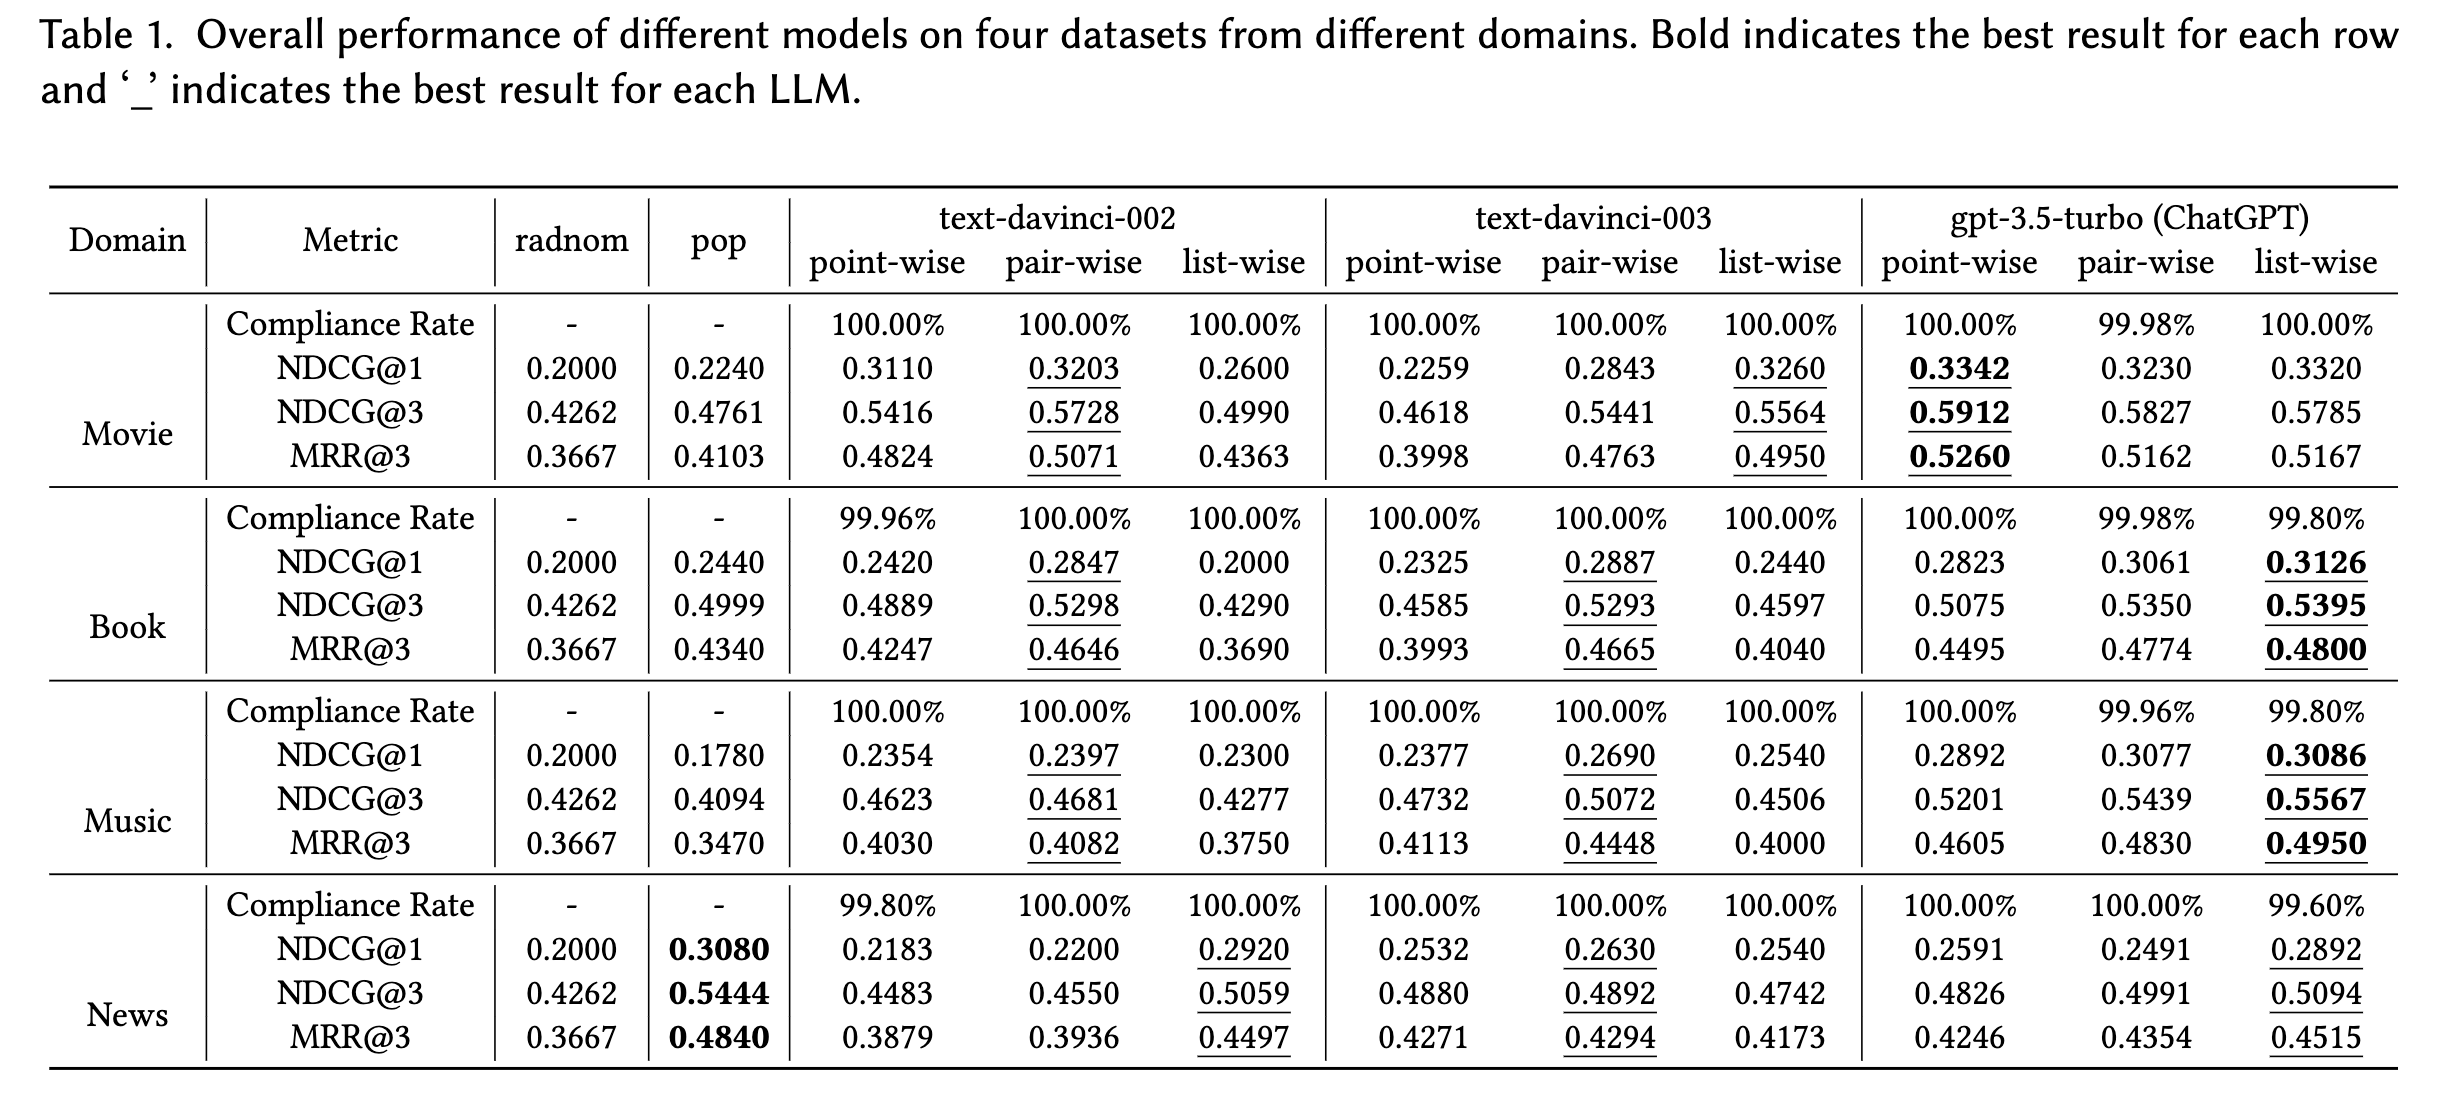 Table 1. Overall performance of different models on four datasets from different domains. Bold indicates the best result for each row
and ‘_’ indicates the best result for each LLM.
Domain Metric radnom pop text-davinci-002 text-davinci-003 gpt-3.5-turbo (ChatGPT)
point-wise pair-wise list-wise point-wise pair-wise list-wise point-wise pair-wise list-wise
Compliance Rate - - 100.00% 100.00% 100.00% 100.00% 100.00% 100.00% 100.00% 99.98% 100.00%
NDCG@1 0.2000 0.2240 0.3110 0.3203 0.2600 0.2259 0.2843 0.3260 0.3342 0.3230 0.3320
NDCG@3 0.4262 0.4761 0.5416 0.5728 0.4990 0.4618 0.5441 0.5564 0.5912 0.5827 0.5785
Movie
MRR@3 0.3667 0.4103 0.4824 0.5071 0.4363 0.3998 0.4763 0.4950 0.5260 0.5162 0.5167
Compliance Rate - - 99.96% 100.00% 100.00% 100.00% 100.00% 100.00% 100.00% 99.98% 99.80%
NDCG@1 0.2000 0.2440 0.2420 0.2847 0.2000 0.2325 0.2887 0.2440 0.2823 0.3061 0.3126
NDCG@3 0.4262 0.4999 0.4889 0.5298 0.4290 0.4585 0.5293 0.4597 0.5075 0.5350 0.5395
Book
MRR@3 0.3667 0.4340 0.4247 0.4646 0.3690 0.3993 0.4665 0.4040 0.4495 0.4774 0.4800
Compliance Rate - - 100.00% 100.00% 100.00% 100.00% 100.00% 100.00% 100.00% 99.96% 99.80%
NDCG@1 0.2000 0.1780 0.2354 0.2397 0.2300 0.2377 0.2690 0.2540 0.2892 0.3077 0.3086
NDCG@3 0.4262 0.4094 0.4623 0.4681 0.4277 0.4732 0.5072 0.4506 0.5201 0.5439 0.5567
Music
MRR@3 0.3667 0.3470 0.4030 0.4082 0.3750 0.4113 0.4448 0.4000 0.4605 0.4830 0.4950
Compliance Rate - - 99.80% 100.00% 100.00% 100.00% 100.00% 100.00% 100.00% 100.00% 99.60%
NDCG@1 0.2000 0.3080 0.2183 0.2200 0.2920 0.2532 0.2630 0.2540 0.2591 0.2491 0.2892
NDCG@3 0.4262 0.5444 0.4483 0.4550 0.5059 0.4880 0.4892 0.4742 0.4826 0.4991 0.5094
News
MRR@3 0.3667 0.4840 0.3879 0.3936 0.4497 0.4271 0.4294 0.4173 0.4246 0.4354 0.4515